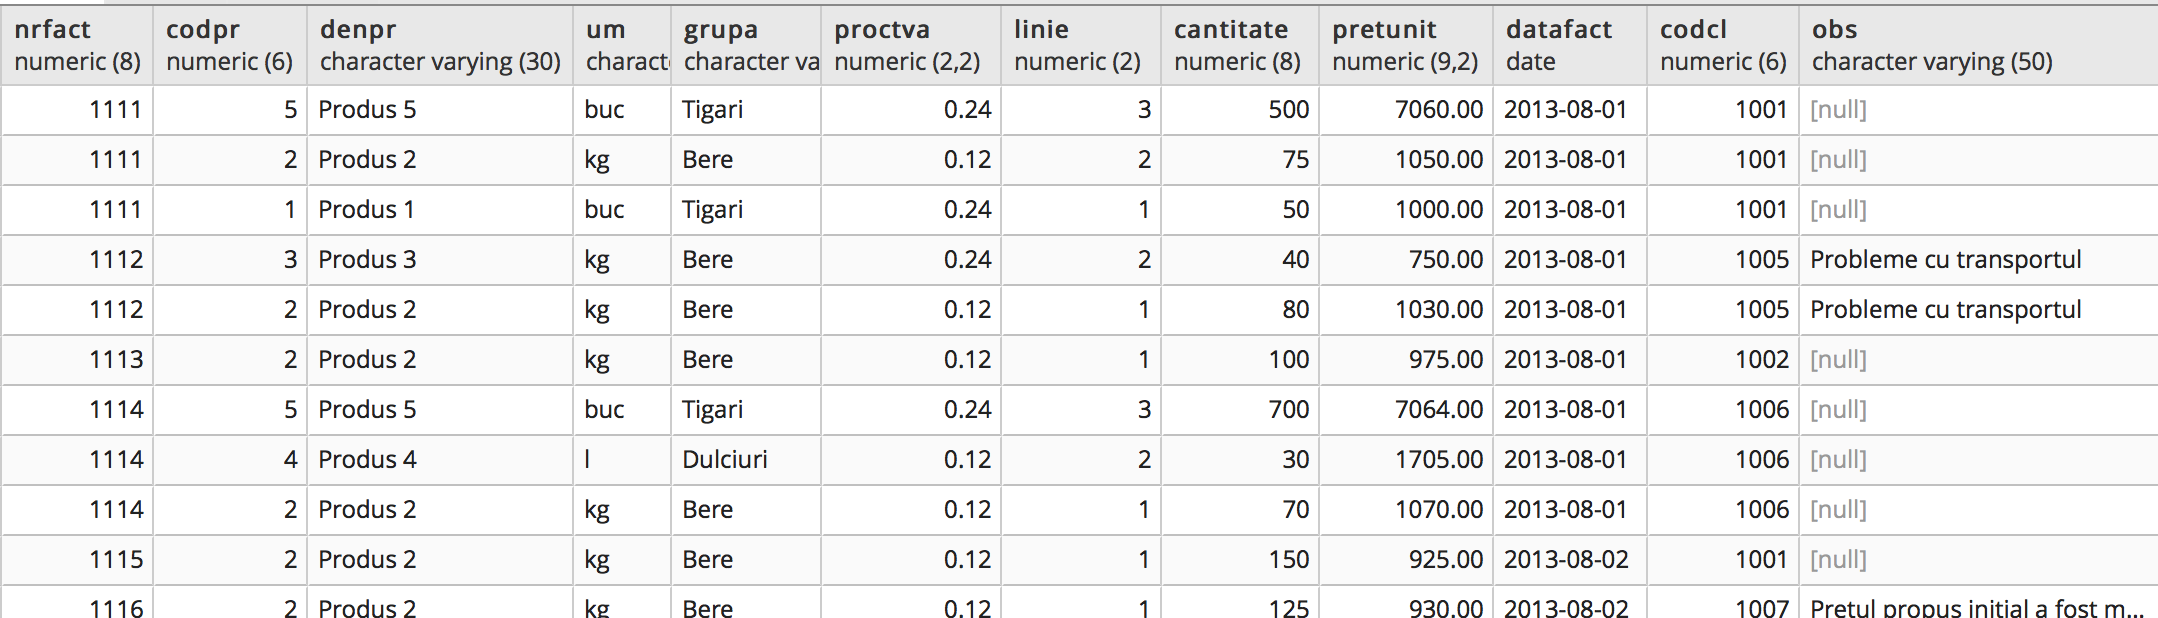 nrfact codpr denpr um grupa proctva linie cantitate pretunit datafact codcl obs
numeric (8) numeric (6) character varying (30) charact character va numeric (2,2) numeric (2) numeric (8) numeric (9,2) date numeric (6) character varying (50)
1111 5 Produs 5 buc Tigari 0.24 3 500 7060.00 2013-08-01 1001 [null]
1111 2 Produs 2 kg Bere 0.12 2 75 1050.00 2013-08-01 1001 [null]
1111 1 Produs 1 buc Tigari 0.24 1 50 1000.00 2013-08-01 1001 [null]
1112 3 Produs 3 kg Bere 0.24 2 40 750.00 2013-08-01 1005 Probleme cu transportul
1112 2 Produs 2 kg Bere 0.12 1 80 1030.00 2013-08-01 1005 Probleme cu transportul
1113 2 Produs 2 kg Bere 0.12 1 100 975.00 2013-08-01 1002 [null]
1114 5 Produs 5 buc Tigari 0.24 3 700 7064.00 2013-08-01 1006 [null]
1114 4 Produs 4 l Dulciuri 0.12 2 30 1705.00 2013-08-01 1006 [null]
1114 2 Produs 2 kg Bere 0.12 1 70 1070.00 2013-08-01 1006 [null]
1115 2 Produs 2 kg Bere 0.12 1 150 925.00 2013-08-02 1001 [null]
1116 2 Produs 2 kg Bere 0.12 1 125 930.00 2013-08-02 1007 Pretul propus initial a fost m...